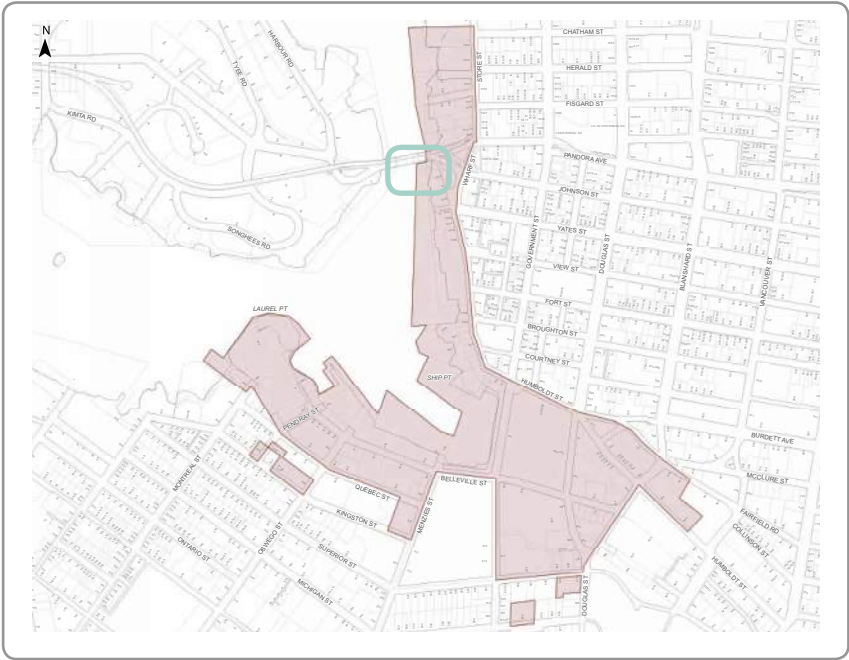 N
CHATHAM ST
HARBOUR RD
STORE ST
HERALD ST
TYEE RD
FISGARD ST
KIMTA RD
PANDORA AVE
WHARF ST
JOHNSON ST
SONGHEES RD
YATES ST
GOVERNMENT ST
DOUGLAS ST
BLANSHARD ST
VANCOUVER ST
VIEW ST
FORT ST
LAUREL PT
BROUGHTON ST
COURTNEY ST
SHIP PT
HUMBOLDT ST
PENDRAY ST
BURDETT AVE
MONTREAL ST
BELLEVILLE ST
MCCLURE ST
QUEBEC ST
MENZIES ST
KINGSTON ST
FAIRFIELD RD
COLLINSON ST
OSWEGO ST
ONTARIO ST
SUPERIOR ST
HUMBOLDT ST
MICHIGAN ST
DOUGLAS ST